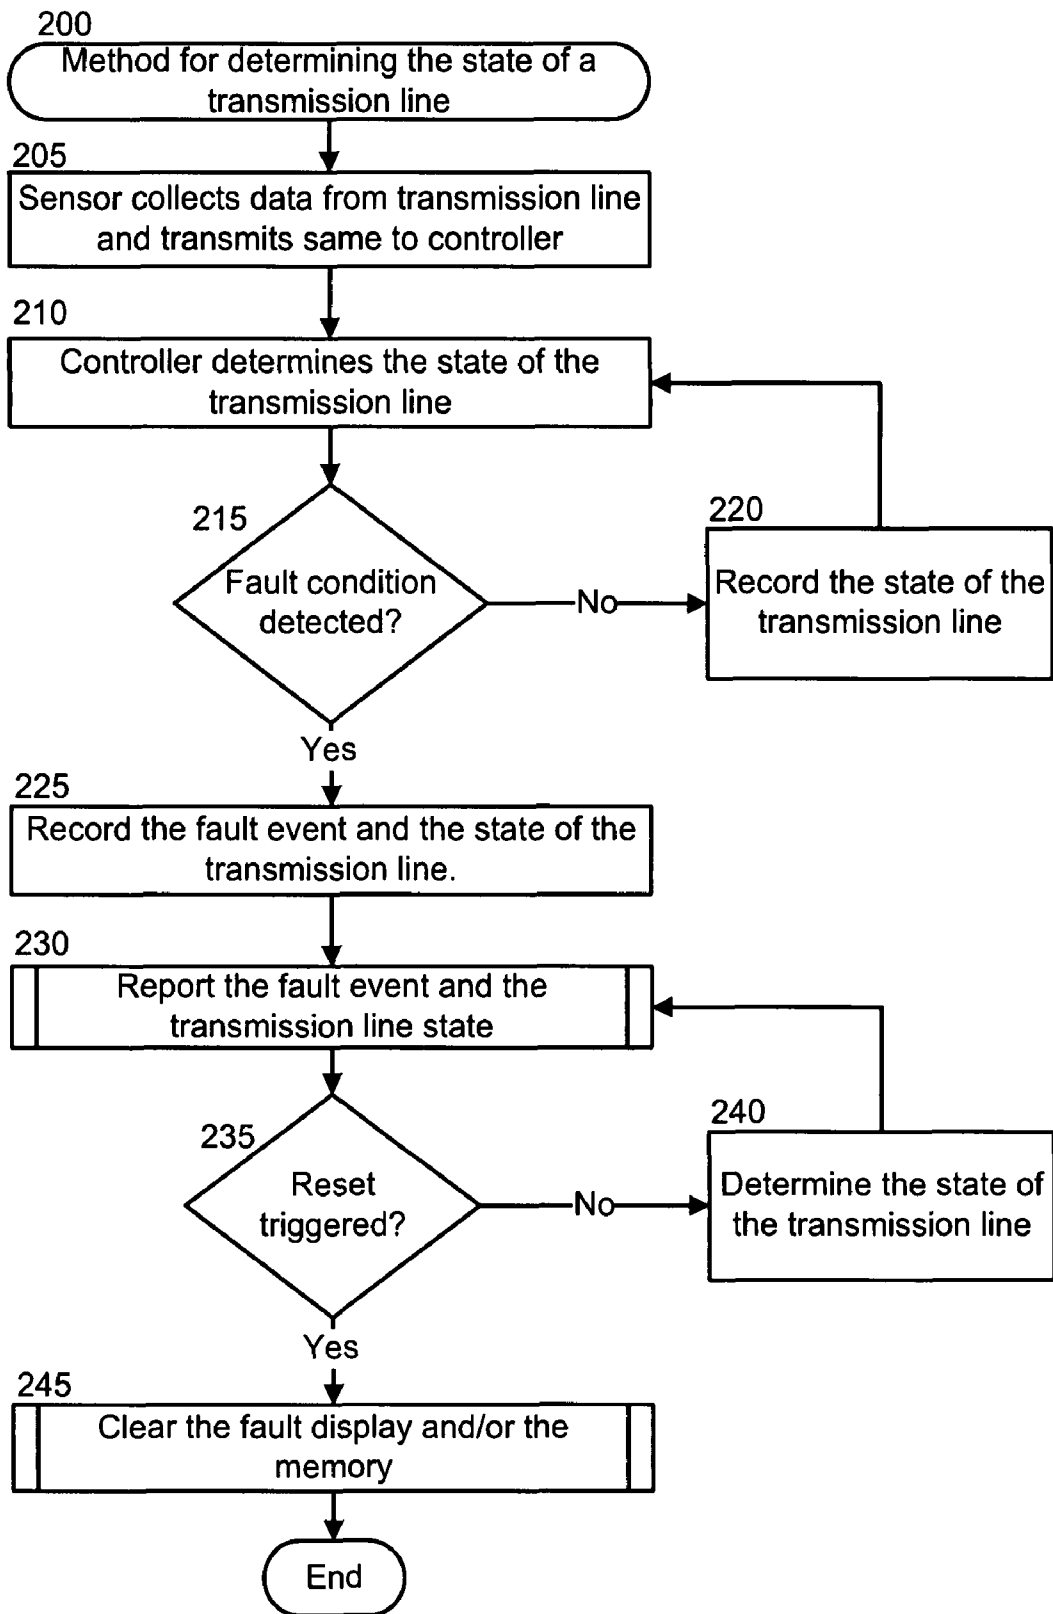 200
Method for determining the state of a
transmission line
205
Sensor collects data from transmission line
and transmits same to controller
210
Controller determines the state of the
transmission line
215
Fault condition
detected?
No
220
Record the state of the
transmission line
Yes
225
Record the fault event and the state of the
transmission line.
230
Report the fault event and the
transmission line state
235
Reset
triggered?
No
240
Determine the state of
the transmission line
Yes
245
Clear the fault display and/or the
memory
End